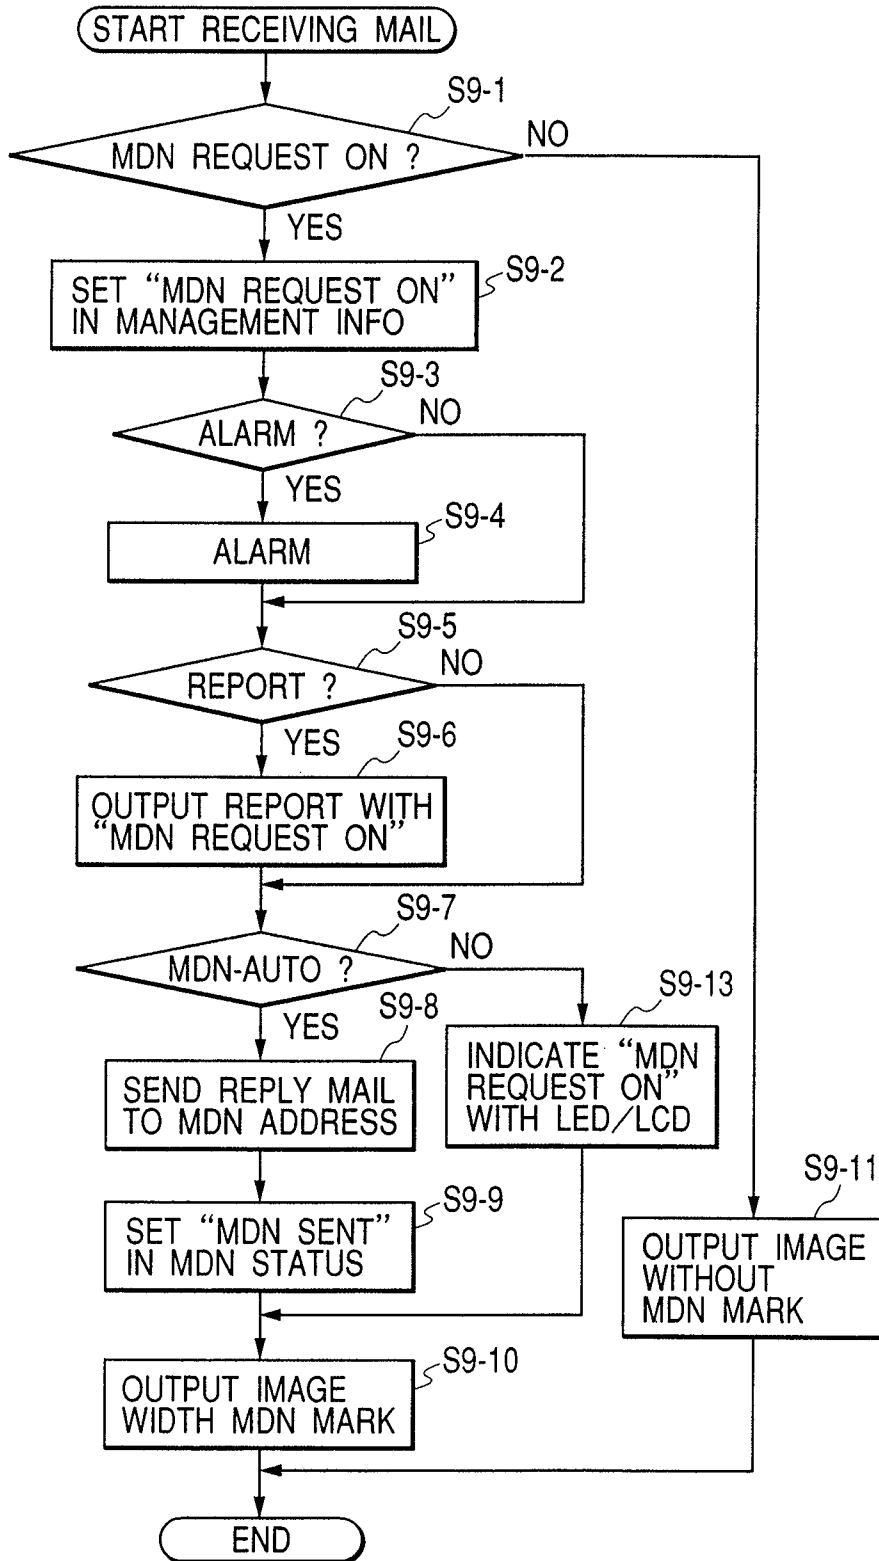 START RECEIVING MAIL
S9-1
MDN REQUEST ON ?
NO
YES
S9-2
SET “MDN REQUEST ON”
IN MANAGEMENT INFO
S9-3
ALARM ?
NO
YES
S9-4
ALARM
S9-5
REPORT ?
NO
YES
S9-6
OUTPUT REPORT WITH
“MDN REQUEST ON”
S9-7
MDN-AUTO ?
NO
YES
S9-8
SEND REPLY MAIL
TO MDN ADDRESS
S9-13
INDICATE “MDN
REQUEST ON”
WITH LED/LCD
S9-9
SET “MDN SENT”
IN MDN STATUS
S9-11
OUTPUT IMAGE
WITHOUT
MDN MARK
S9-10
OUTPUT IMAGE
WIDTH MDN MARK
END